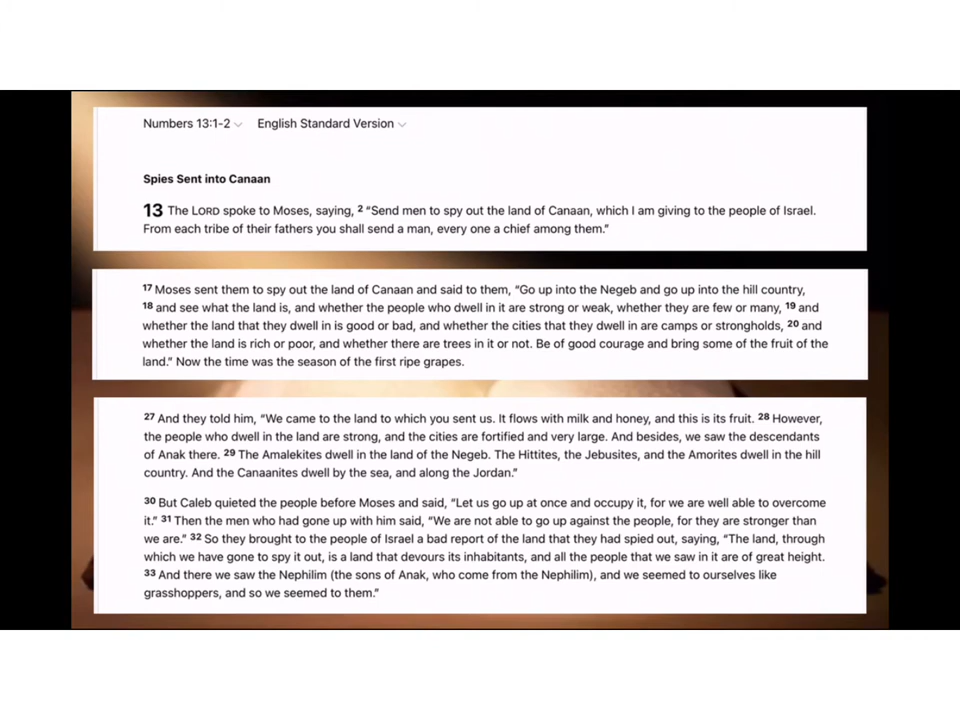 Numbers 13:1-2 English Standard Version
Spies Sent into Canaan
13 The LORD spoke to Moses, saying, 2 “Send men to spy out the land of Canaan, which I am giving to the people of Israel.
From each tribe of their fathers you shall send a man, every one a chief among them.”
17 Moses sent them to spy out the land of Canaan and said to them, “Go up into the Negeb and go up into the hill country,
18 and see what the land is, and whether the people who dwell in it are strong or weak, whether they are few or many, 19 and
whether the land that they dwell in is good or bad, and whether the cities that they dwell in are camps or strongholds, 20 and
whether the land is rich or poor, and whether there are trees in it or not. Be of good courage and bring some of the fruit of the
land.” Now the time was the season of the first ripe grapes.
27 And they told him, “We came to the land to which you sent us. It flows with milk and honey, and this is its fruit. 28 However,
the people who dwell in the land are strong, and the cities are fortified and very large. And besides, we saw the descendants
of Anak there. 29 The Amalekites dwell in the land of the Negeb. The Hittites, the Jebusites, and the Amorites dwell in the hill
country. And the Canaanites dwell by the sea, and along the Jordan.”
30 But Caleb quieted the people before Moses and said, “Let us go up at once and occupy it, for we are well able to overcome
it.” 31 Then the men who had gone up with him said, “We are not able to go up against the people, for they are stronger than
we are.” 32 So they brought to the people of Israel a bad report of the land that they had spied out, saying, “The land, through
which we have gone to spy it out, is a land that devours its inhabitants, and all the people that we saw in it are of great height.
33 And there we saw the Nephilim (the sons of Anak, who come from the Nephilim), and we seemed to ourselves like
grasshoppers, and so we seemed to them.”